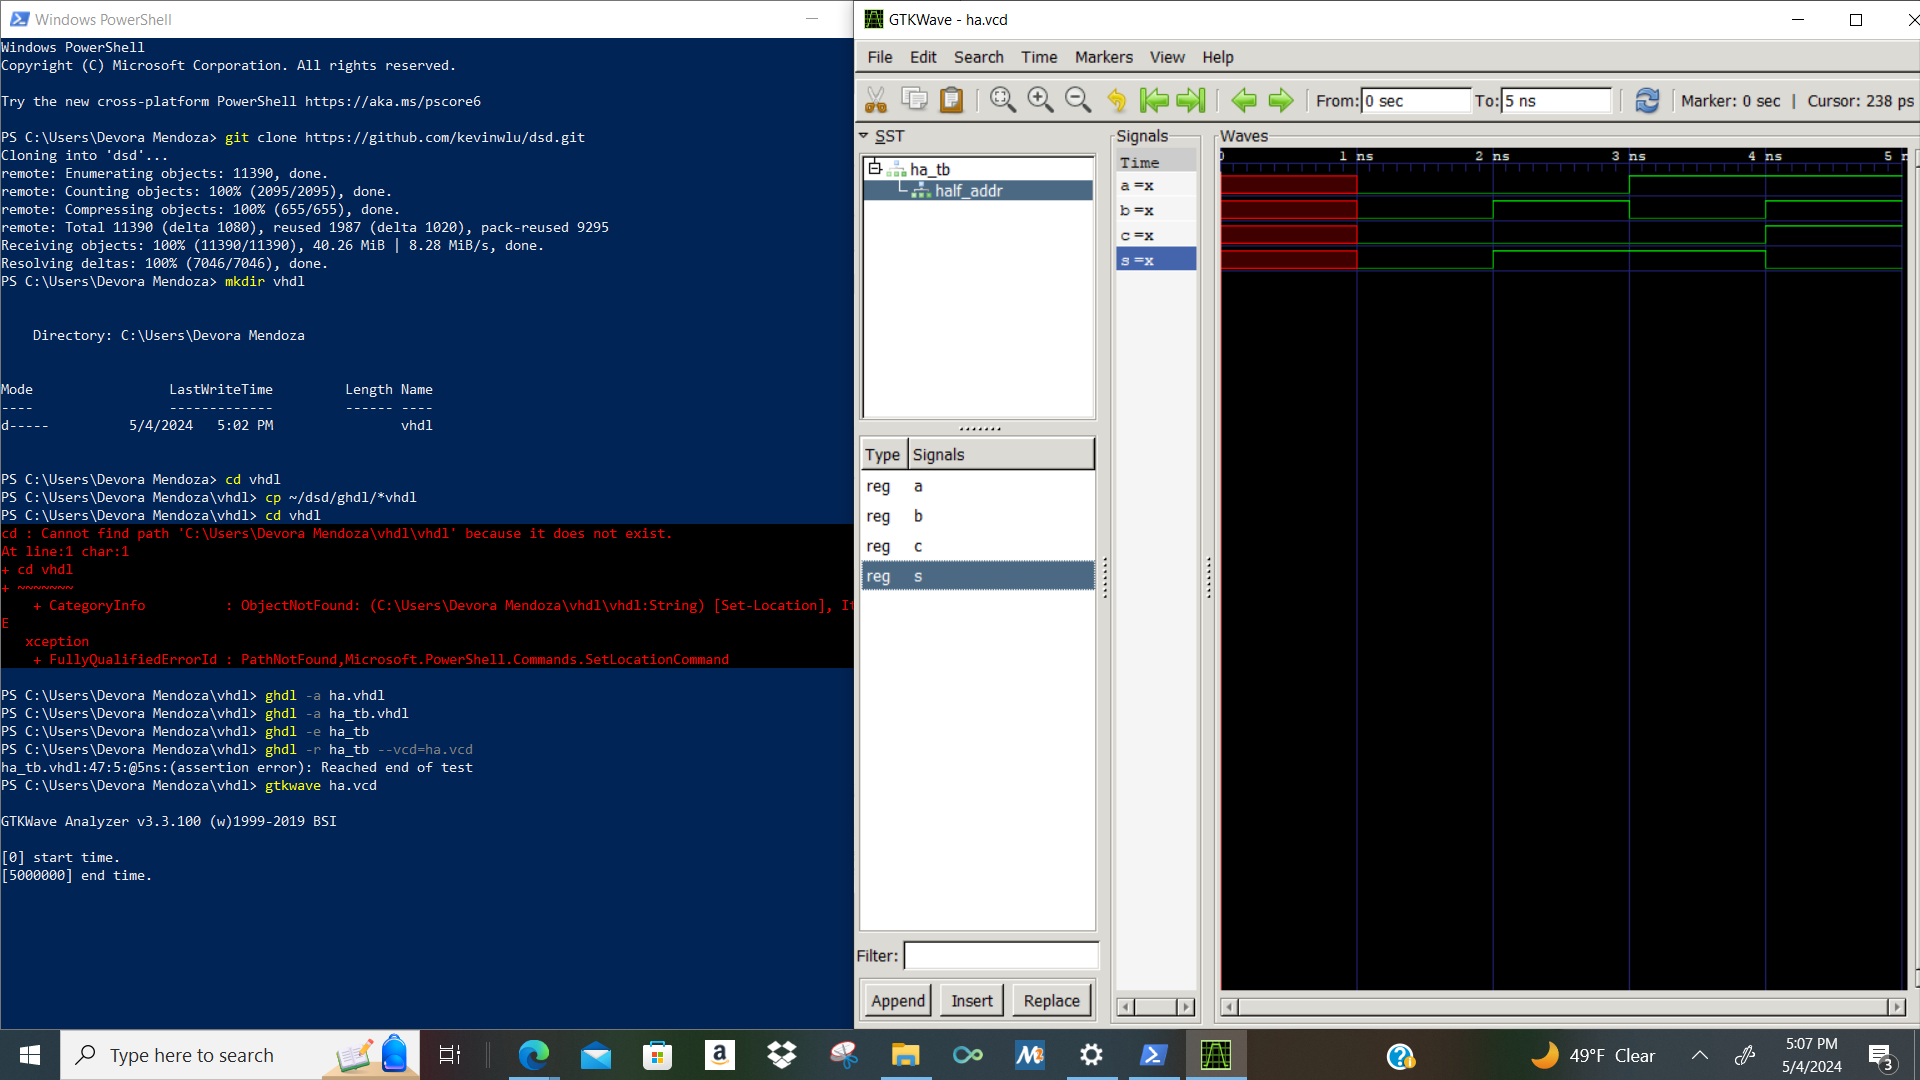 Windows PowerShell
Windows PowerShell
Copyright (C) Microsoft Corporation. All rights reserved.
Try the new cross-platform PowerShell https://aka.ms/pscore6
PS C:\Users\Devora Mendoza> git clone https://github.com/kevinwlu/dsd.git
Cloning into 'dsd'...
remote: Enumerating objects: 11390, done.
remote: Counting objects: 100% (2095/2095), done.
remote: Compressing objects: 100% (655/655), done.
remote: Total 11390 (delta 1080), reused 1987 (delta 1020), pack-reused 9295
Receiving objects: 100% (11390/11390), 40.26 MiB | 8.28 MiB/s, done.
Resolving deltas: 100% (7046/7046), done.
PS C:\Users\Devora Mendoza> mkdir vhdl
Directory: C:\Users\Devora Mendoza
Mode LastWriteTime Length Name
---- ------------- ------ ----
d----- 5/4/2024 5:02 PM vhdl
PS C:\Users\Devora Mendoza> cd vhdl
PS C:\Users\Devora Mendoza\vhdl> cp ~/dsd/ghdl/*vhdl
PS C:\Users\Devora Mendoza\vhdl> cd vhdl
cd : Cannot find path 'C:\Users\Devora Mendoza\vhdl\vhdl' because it does not exist.
At line:1 char:1
+ cd vhdl
+ ~~~~~~~
+ CategoryInfo : ObjectNotFound: (C:\Users\Devora Mendoza\vhdl\vhdl:String) [Set-Location], It
E
xception
+ FullyQualifiedErrorId : PathNotFound,Microsoft.PowerShell.Commands.SetLocationCommand
PS C:\Users\Devora Mendoza\vhdl> ghdl -a ha.vhdl
PS C:\Users\Devora Mendoza\vhdl> ghdl -a ha_tb.vhdl
PS C:\Users\Devora Mendoza\vhdl> ghdl -e ha_tb
PS C:\Users\Devora Mendoza\vhdl> ghdl -r ha_tb --vcd=ha.vcd
ha_tb.vhdl:47:5:@5ns:(assertion error): Reached end of test
PS C:\Users\Devora Mendoza\vhdl> gtkwave ha.vcd
GTKWave Analyzer v3.3.100 (w)1999-2019 BSI
[0] start time.
[5000000] end time.
GTKWave - ha.vcd
File Edit Search Time Markers View Help
From: 0 sec To: 5 ns Marker: 0 sec | Cursor: 238 ps
SST
ha_tb
half_addr
Type Signals
reg a
reg b
reg c
reg s
Filter:
Append Insert Replace
Signals
Time
a =x
b =x
c =x
s =x
Waves
0 1 ns 2 ns 3 ns 4 ns 5 n
Type here to search
49°F Clear
5:07 PM
5/4/2024
3